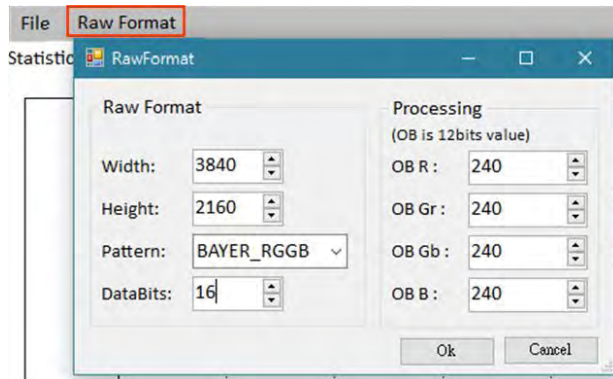 File Raw Format
Statistic
RawFormat
Raw Format
Width: 3840
Height: 2160
Pattern: BAYER_RGGB
DataBits: 16
Processing
(OB is 12bits value)
OB R : 240
OB Gr : 240
OB Gb : 240
OB B : 240
Ok Cancel